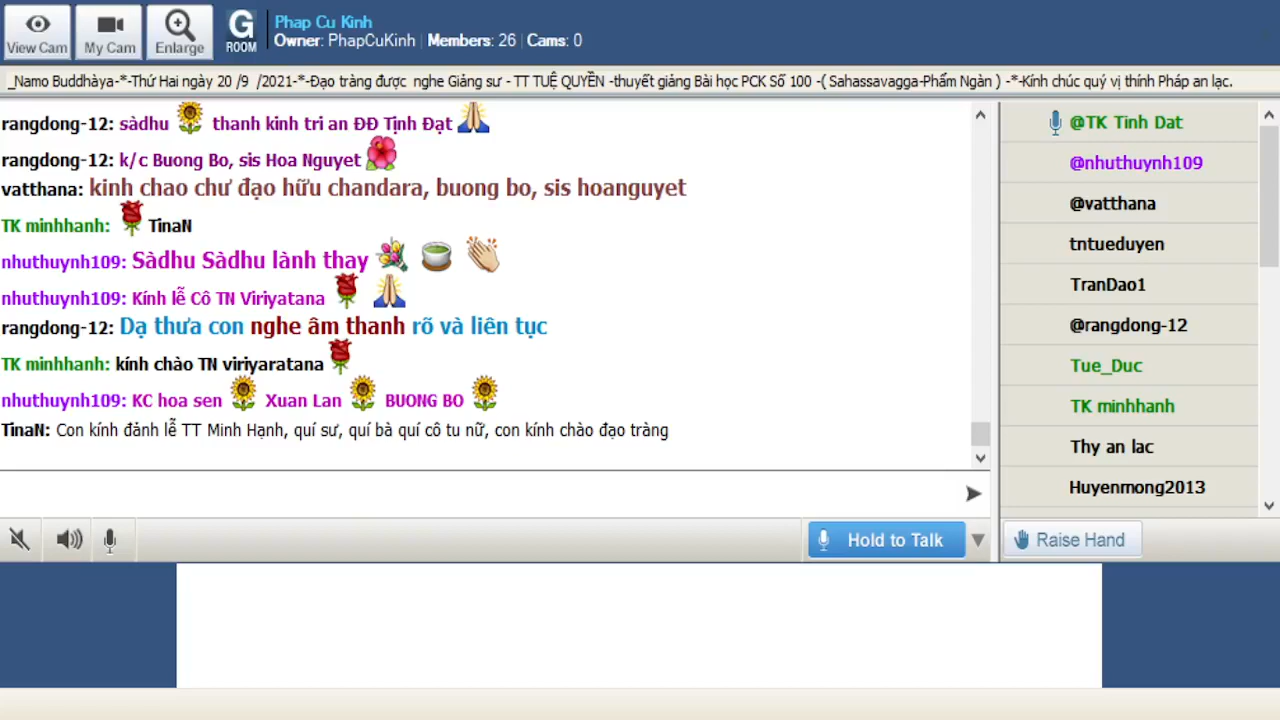 View Cam
My Cam
Enlarge
G
ROOM
Phap Cu Kinh
Owner: PhapCuKinh | Members: 26 | Cams: 0
_Namo Buddhàya-*-Thứ Hai ngày 20 /9 /2021-*-Đạo tràng được nghe Giảng sư - TT TUỆ QUYỀN -thuyết giảng Bài học PCK Số 100 -( Sahassavagga-Phẩm Ngàn ) -*-Kính chúc quý vị thính Pháp an lạc.
rangdong-12: sàdhu thanh kinh tri an ĐĐ Tịnh Đạt
rangdong-12: k/c Buong Bo, sis Hoa Nguyet
vatthana: kinh chao chư đạo hữu chandara, buong bo, sis hoanguyet
TK minhhanh: TinaN
nhuthuynh109: Sàdhu Sàdhu lành thay
nhuthuynh109: Kính lễ Cô TN Viriyatana
rangdong-12: Dạ thưa con nghe âm thanh rõ và liên tục
TK minhhanh: kính chào TN viriyaratana
nhuthuynh109: KC hoa sen Xuan Lan BUONG BO
TinaN: Con kính đảnh lễ TT Minh Hạnh, quí sư, quí bà quí cô tu nữ, con kính chào đạo tràng
@TK Tinh Dat
@nhuthuynh109
@vatthana
tntueduyen
TranDao1
@rangdong-12
Tue_Duc
TK minhhanh
Thy an lac
Huyenmong2013
Hold to Talk
Raise Hand